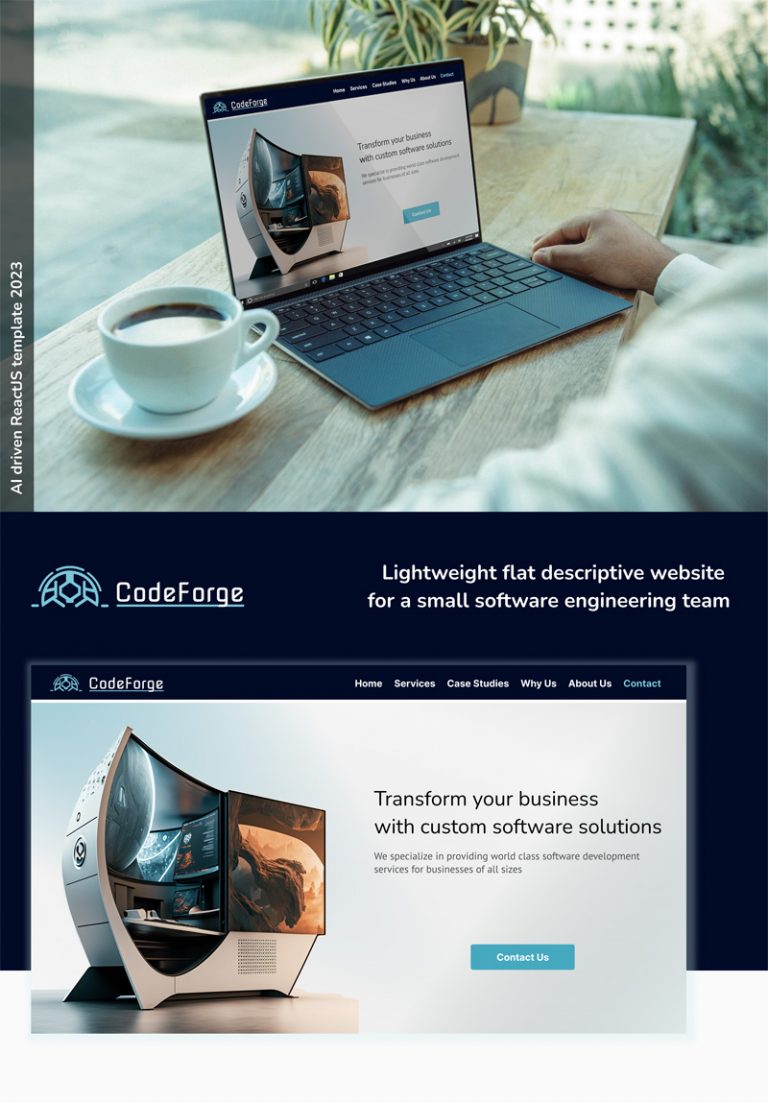 AI driven ReactJS template 2023
CodeForge
Home Services Case Studies Why Us About Us Contact
Transform your business
with custom software solutions
We specialize in providing world class software development
services for businesses of all sizes
Contact Us
CodeForge
Lightweight flat descriptive website
for a small software engineering team
CodeForge
Home Services Case Studies Why Us About Us Contact
Transform your business
with custom software solutions
We specialize in providing world class software development
services for businesses of all sizes
Contact Us